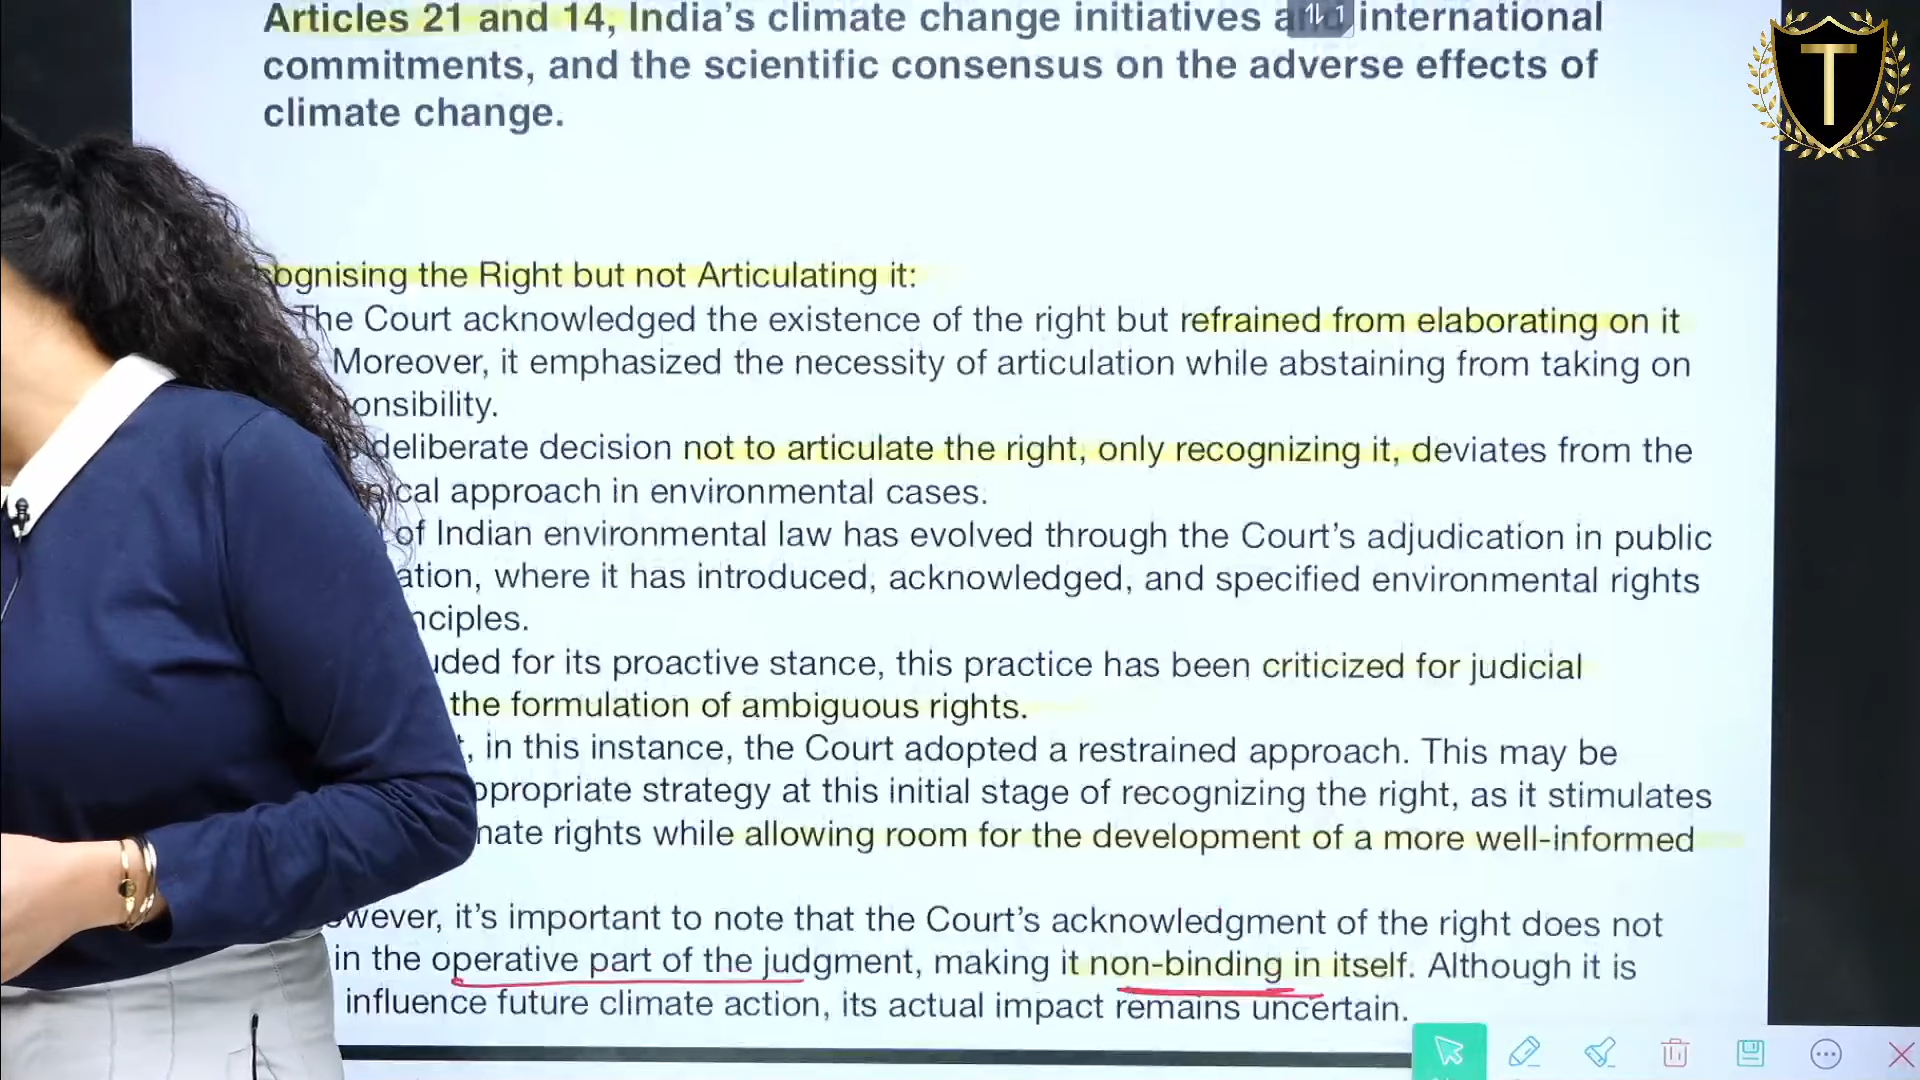 Articles 21 and 14, India's climate change initiatives and international
commitments, and the scientific consensus on the adverse effects of
climate change.
ognising the Right but not Articulating it:
The Court acknowledged the existence of the right but refrained from elaborating on it
Moreover, it emphasized the necessity of articulation while abstaining from taking on
onsibility.
deliberate decision not to articulate the right, only recognizing it, deviates from the
ical approach in environmental cases.
of Indian environmental law has evolved through the Court's adjudication in public
ation, where it has introduced, acknowledged, and specified environmental rights
nciples.
uded for its proactive stance, this practice has been criticized for judicial
the formulation of ambiguous rights.
, in this instance, the Court adopted a restrained approach. This may be
ppropriate strategy at this initial stage of recognizing the right, as it stimulates
mate rights while allowing room for the development of a more well-informed
wever, it's important to note that the Court's acknowledgment of the right does not
in the operative part of the judgment, making it non-binding in itself. Although it is
influence future climate action, its actual impact remains uncertain.
T